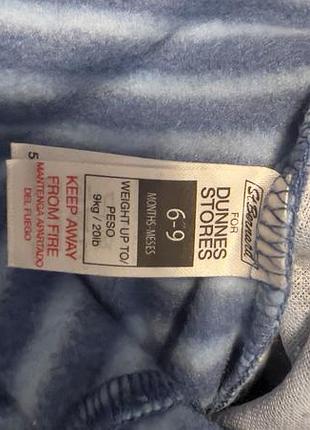 St. Bernard
FOR
DUNNES
STORES
6-9
MONTHS-MESES
WEIGHT UP TO/
PESO
9kg / 20lb
KEEP AWAY
FROM FIRE
MANTENGA APARTADO
DEL FUEGO
5